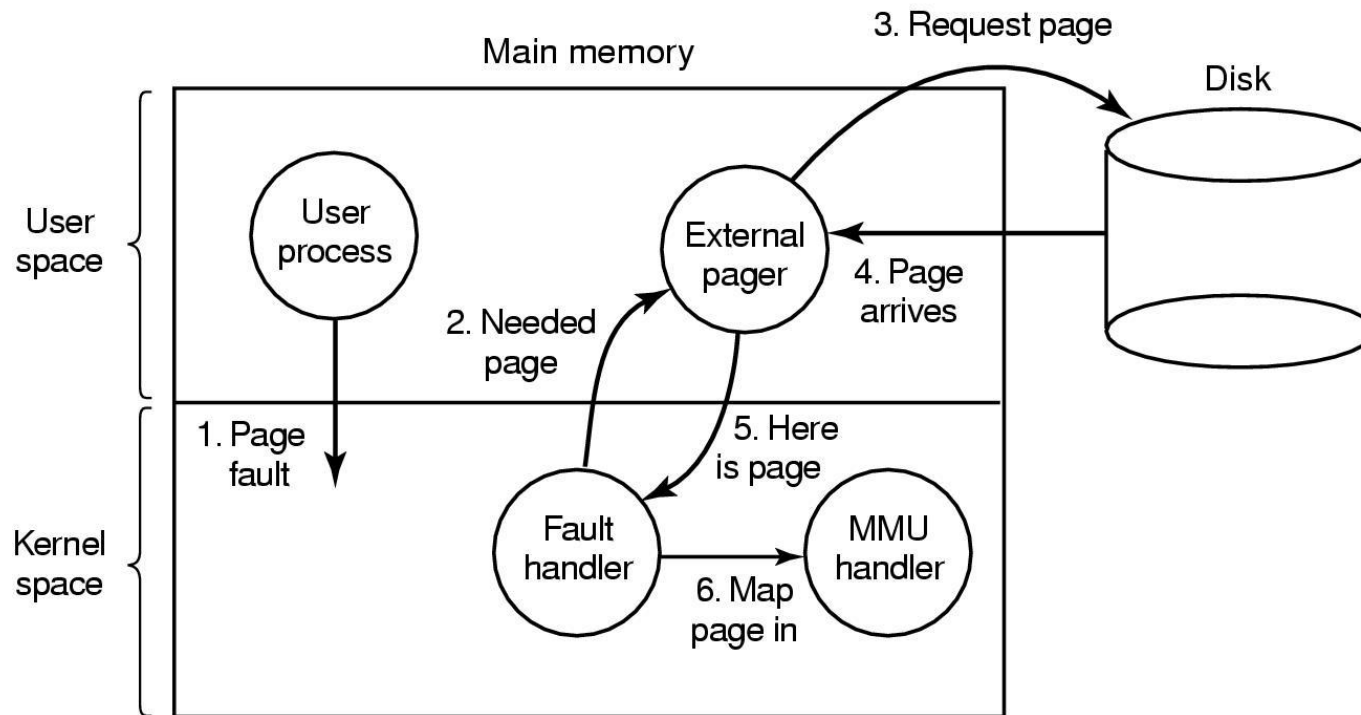 3. Request page
Main memory
Disk
User
space
User
process
External
pager
4. Page
arrives
2. Needed
page
1. Page
fault
5. Here
is page
Kernel
space
Fault
handler
MMU
handler
6. Map
page in